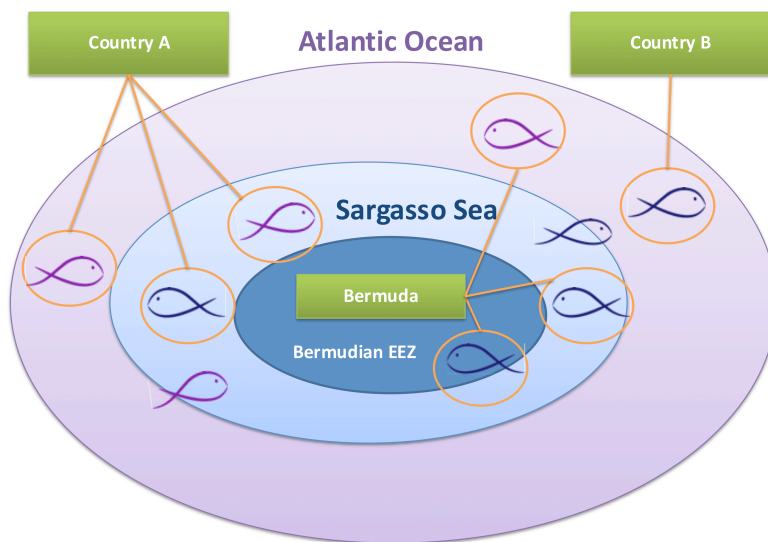 Country A
Atlantic Ocean
Country B
Sargasso Sea
Bermuda
Bermudian EEZ